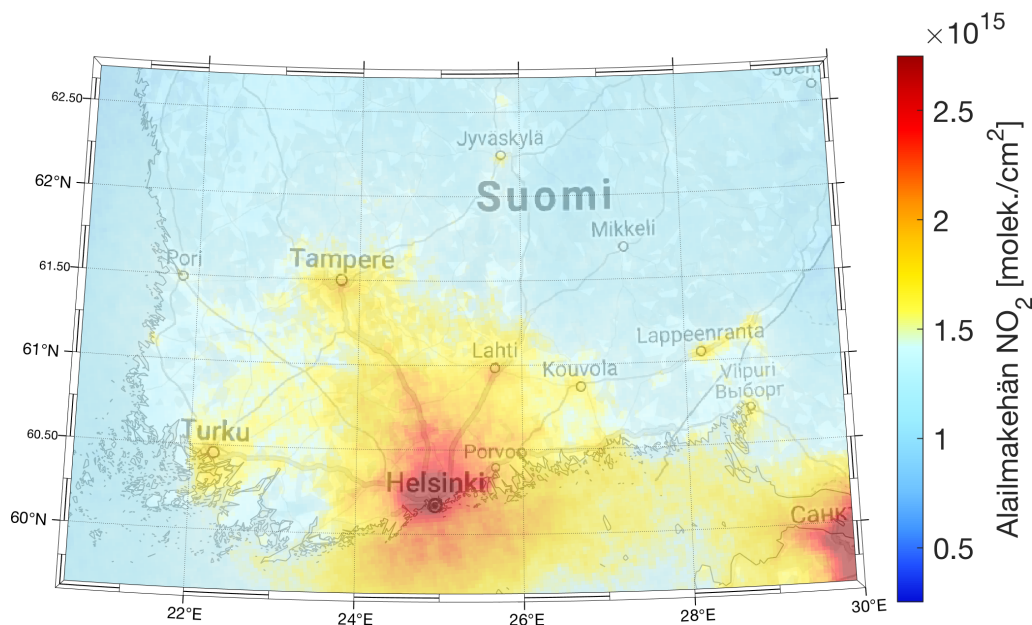 ×10¹⁵
Joen
62.50
Jyväskylä
62°N
Suomi
Mikkeli
Pori
Tampere
61.50
Lappeenranta
61°N
Lahti
Kouvola
Viipuri
Выборг
Turku
60.50
Porvoo
Helsinki
60°N
Санк
22°E
24°E
26°E
28°E
30°E
2.5
2
1.5
1
0.5
Alailmakehän NO₂ [molek./cm²]